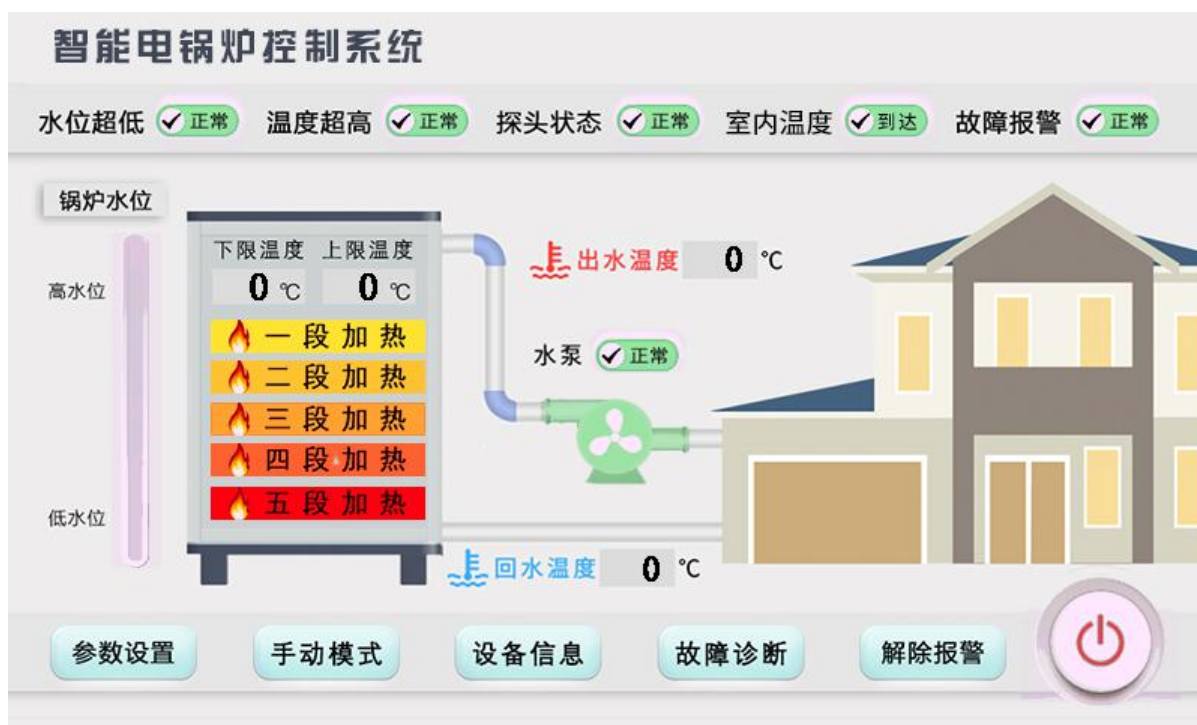 智能电锅炉控制系统
水位超低 正常 温度超高 正常 探头状态 正常 室内温度 到达 故障报警 正常
锅炉水位
高水位
低水位
下限温度 上限温度
0 ℃ 0 ℃
一段加热
二段加热
三段加热
四段加热
五段加热
出水温度 0 ℃
水泵 正常
回水温度 0 ℃
参数设置 手动模式 设备信息 故障诊断 解除报警